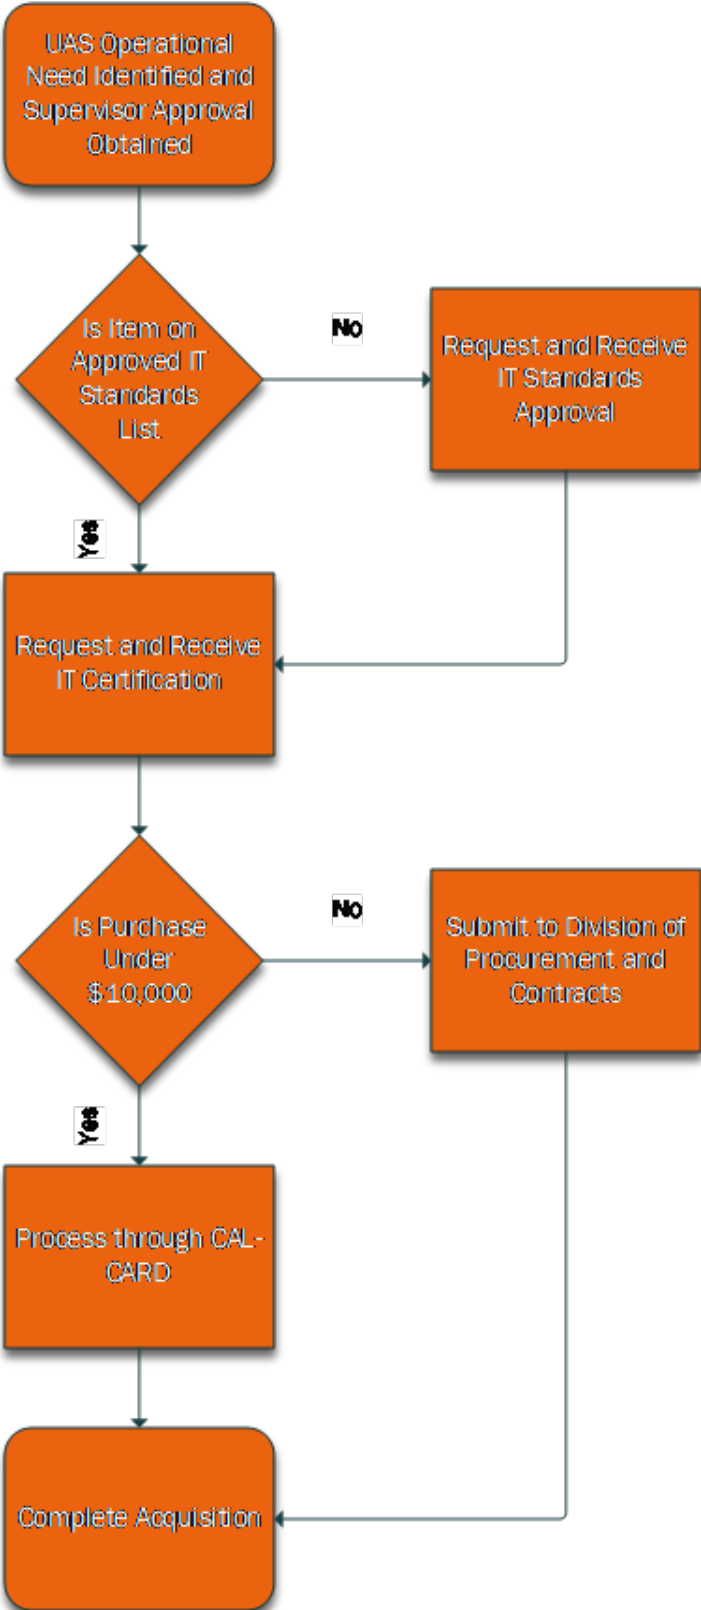 UAS Operational
Need Identified and
Supervisor Approval
Obtained
Is Item on
Approved IT
Standards
List
No
Request and Receive
IT Standards
Approval
Yes
Request and Receive
IT Certification
Is Purchase
Under
$10,000
No
Submit to Division of
Procurement and
Contracts
Yes
Process through CAL-
CARD
Complete Acquisition